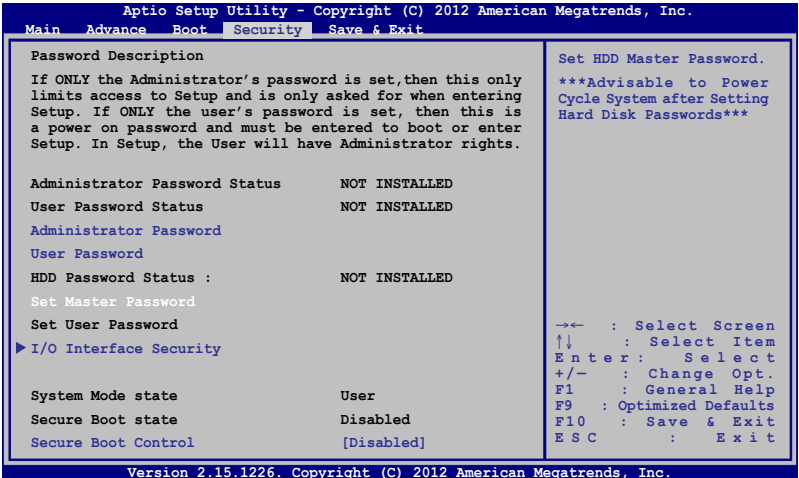 Aptio Setup Utility - Copyright (C) 2012 American Megatrends, Inc.
Main Advance Boot Security Save & Exit
Password Description
If ONLY the Administrator's password is set,then this only
limits access to Setup and is only asked for when entering
Setup. If ONLY the user's password is set, then this is
a power on password and must be entered to boot or enter
Setup. In Setup, the User will have Administrator rights.
Administrator Password Status NOT INSTALLED
User Password Status NOT INSTALLED
Administrator Password
User Password
HDD Password Status : NOT INSTALLED
Set Master Password
Set User Password
I/O Interface Security
System Mode state User
Secure Boot state Disabled
Secure Boot Control [Disabled]
Set HDD Master Password.
***Advisable to Power
Cycle System after Setting
Hard Disk Passwords***
→← : Select Screen
↑↓ : Select Item
Enter: Select
+/— : Change Opt.
F1 : General Help
F9 : Optimized Defaults
F10 : Save & Exit
ESC : Exit
Version 2.15.1226. Copyright (C) 2012 American Megatrends, Inc.